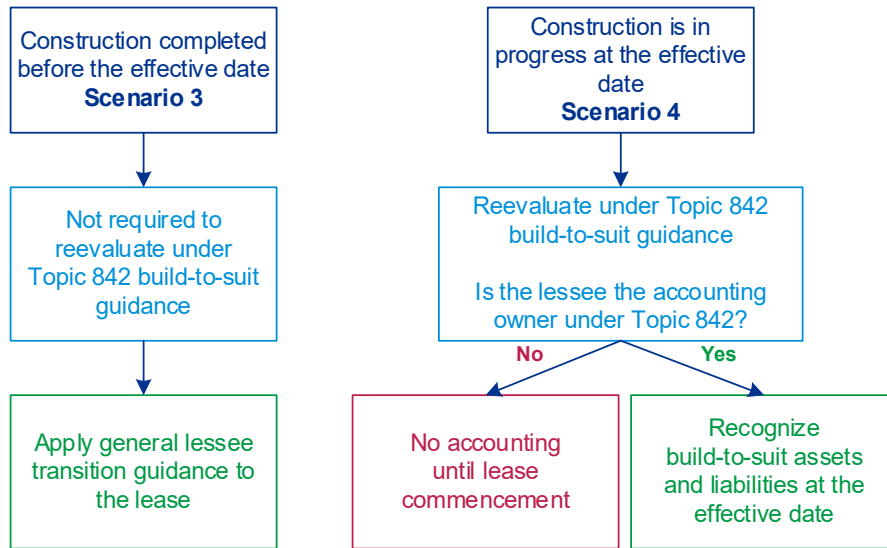 Construction completed
before the effective date
Scenario 3
Not required to
reevaluate under
Topic 842 build-to-suit
guidance
Apply general lessee
transition guidance to
the lease
Construction is in
progress at the effective
date
Scenario 4
Reevaluate under Topic 842
build-to-suit guidance
Is the lessee the accounting
owner under Topic 842?
No
Yes
No accounting
until lease
commencement
Recognize
build-to-suit assets
and liabilities at the
effective date